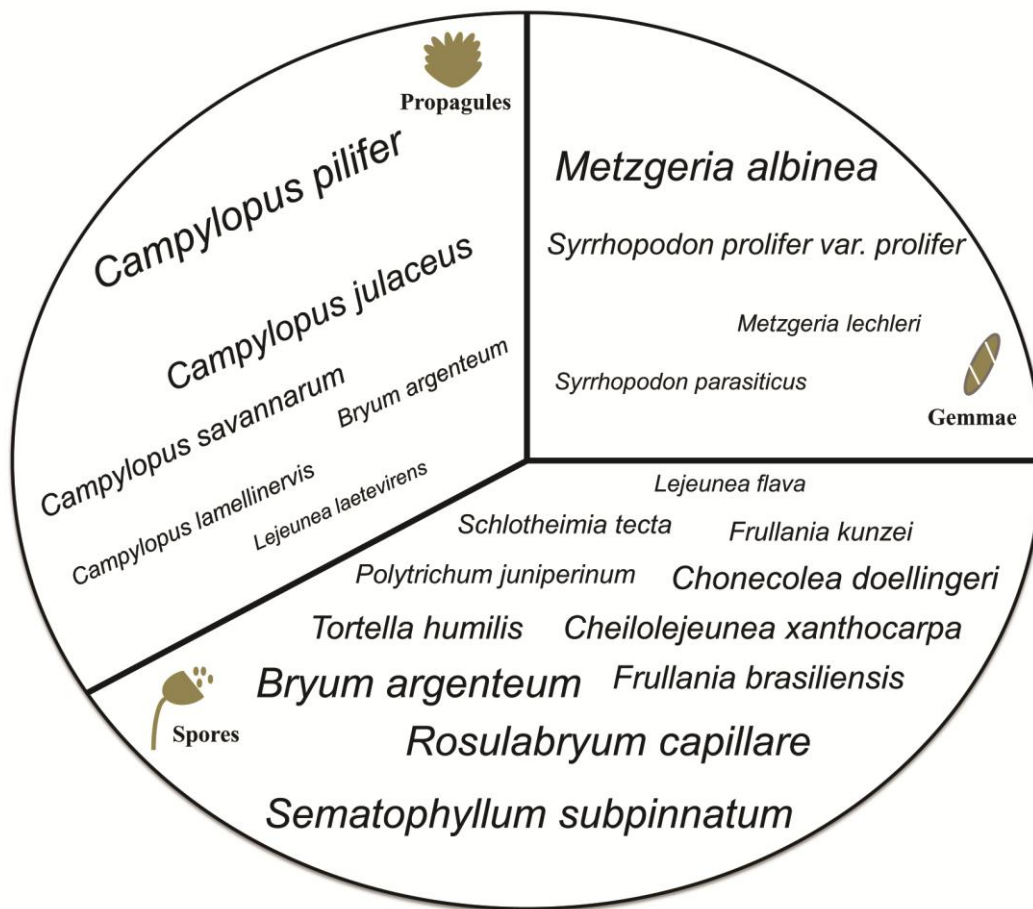 Propagules
Campylopus pilifer
Campylopus julaceus
Campylopus savannarum
Bryum argenteum
Campylopus lamellinervis
Lejeunea laetevirens
Metzgeria albinea
Syrrhopodon prolifer var. prolifer
Metzgeria lechleri
Syrrhopodon parasiticus
Gemmae
Lejeunea flava
Schlotheimia tecta
Frullania kunzei
Polytrichum juniperinum
Chonecolea doellingeri
Tortella humilis
Cheilolejeunea xanthocarpa
Bryum argenteum
Frullania brasiliensis
Spores
Rosulabryum capillare
Sematophyllum subpinnatum